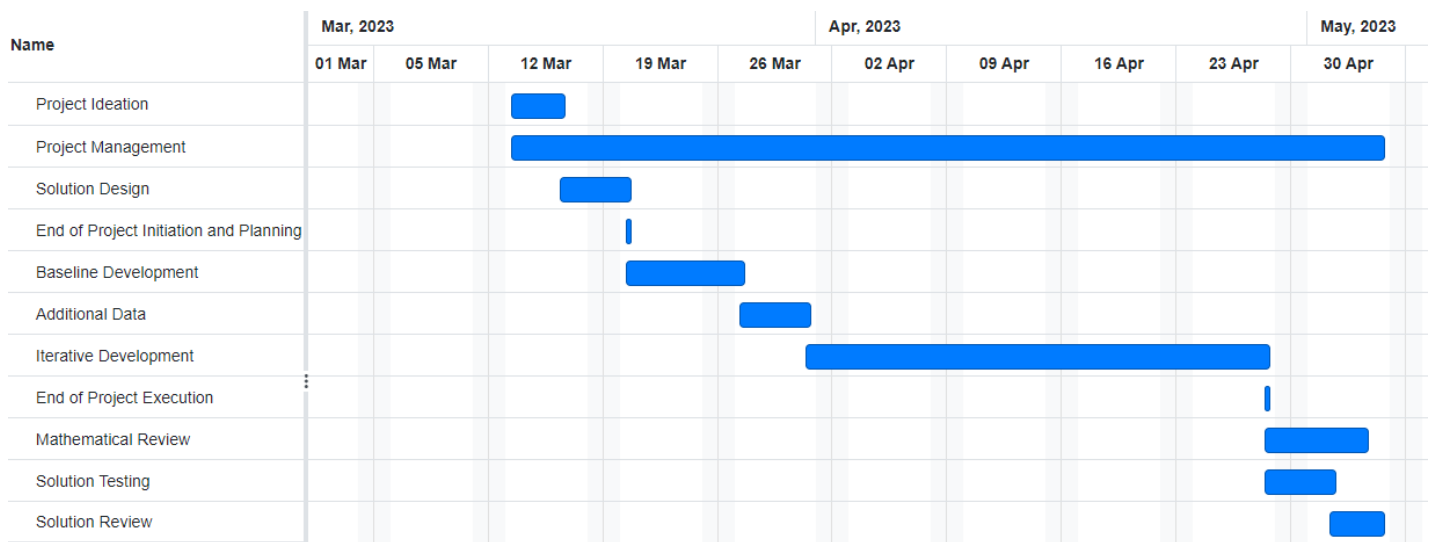 Name
Mar, 2023
Apr, 2023
May, 2023
01 Mar
05 Mar
12 Mar
19 Mar
26 Mar
02 Apr
09 Apr
16 Apr
23 Apr
30 Apr
Project Ideation
Project Management
Solution Design
End of Project Initiation and Planning
Baseline Development
Additional Data
Iterative Development
End of Project Execution
Mathematical Review
Solution Testing
Solution Review